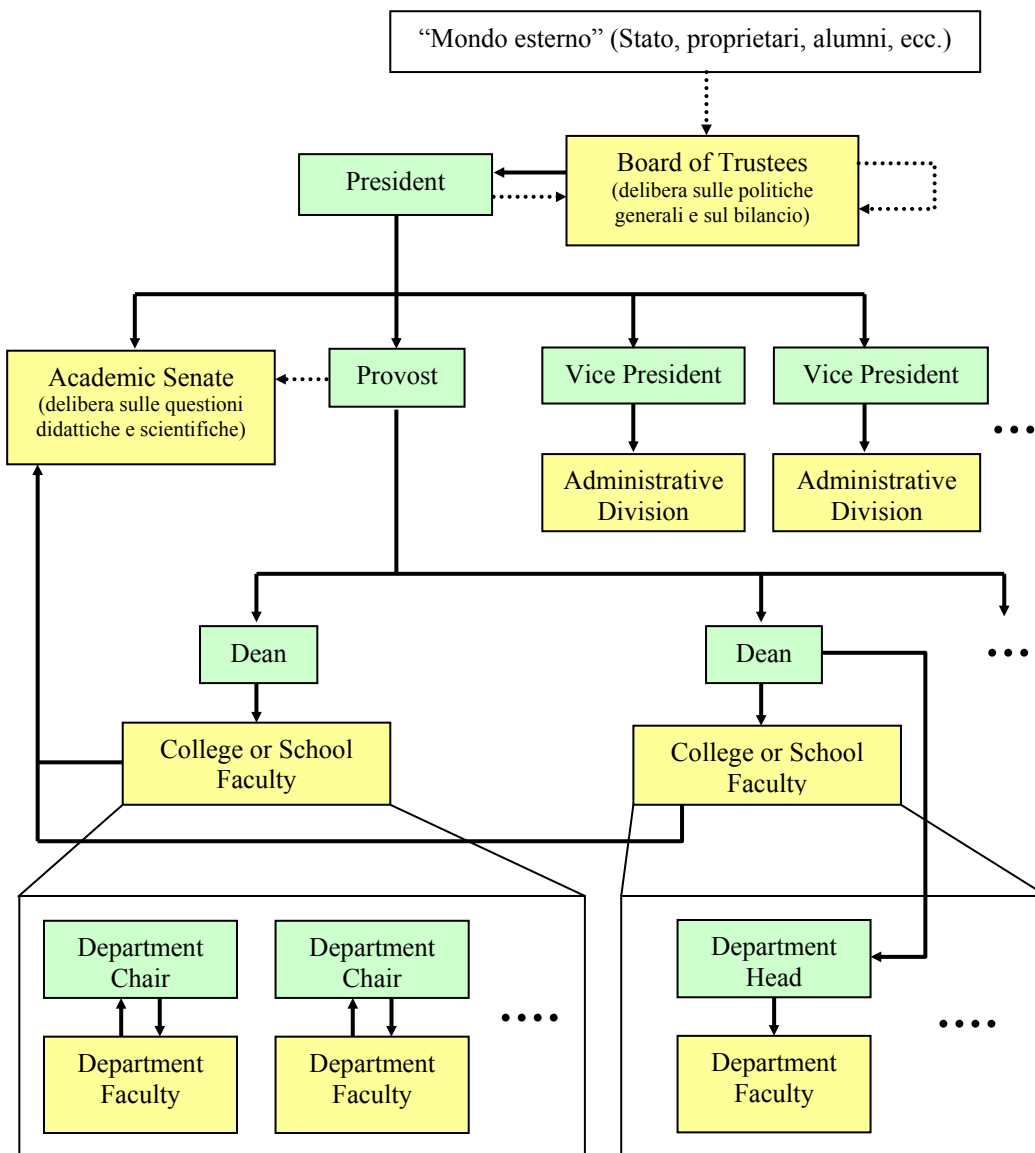 “Mondo esterno” (Stato, proprietari, alumni, ecc.)
Board of Trustees
(delibera sulle politiche
generali e sul bilancio)
President
Academic Senate
(delibera sulle questioni
didattiche e scientifiche)
Provost
Vice President
Vice President
Administrative
Division
Administrative
Division
Dean
Dean
College or School
Faculty
College or School
Faculty
Department
Chair
Department
Chair
Department
Head
Department
Faculty
Department
Faculty
Department
Faculty